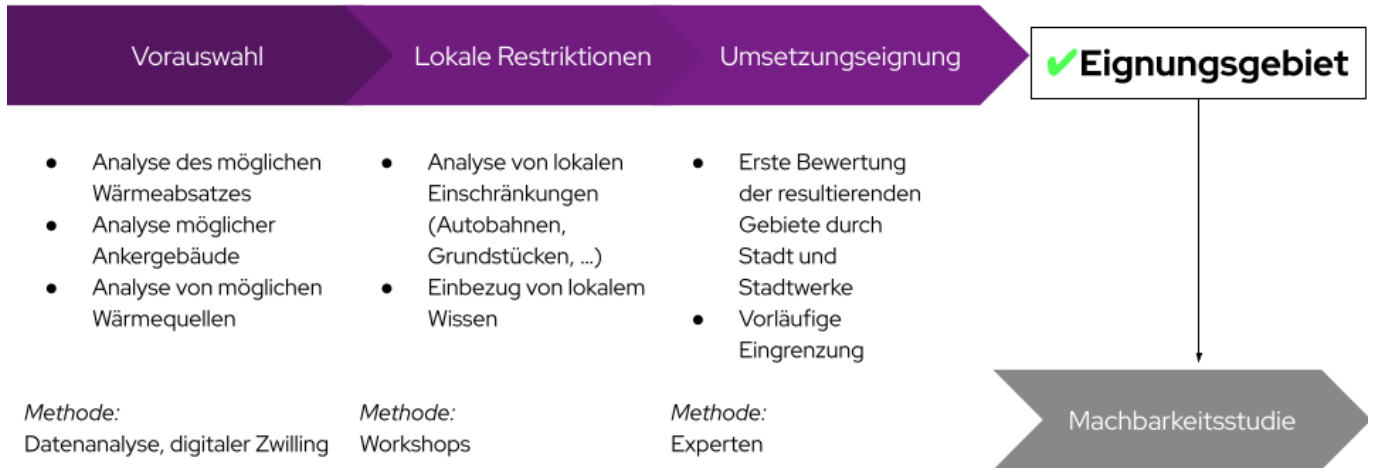 Vorauswahl
Lokale Restriktionen
Umsetzungseignung
✔Eignungsgebiet
● Analyse des möglichen
Wärmeabsatzes
● Analyse möglicher
Ankergebäude
● Analyse von möglichen
Wärmequellen
● Analyse von lokalen
Einschränkungen
(Autobahnen,
Grundstücken, ...)
● Einbezug von lokalem
Wissen
● Erste Bewertung
der resultierenden
Gebiete durch
Stadt und
Stadtwerke
● Vorläufige
Eingrenzung
Methode:
Datenanalyse, digitaler Zwilling
Methode:
Workshops
Methode:
Experten
Machbarkeitsstudie